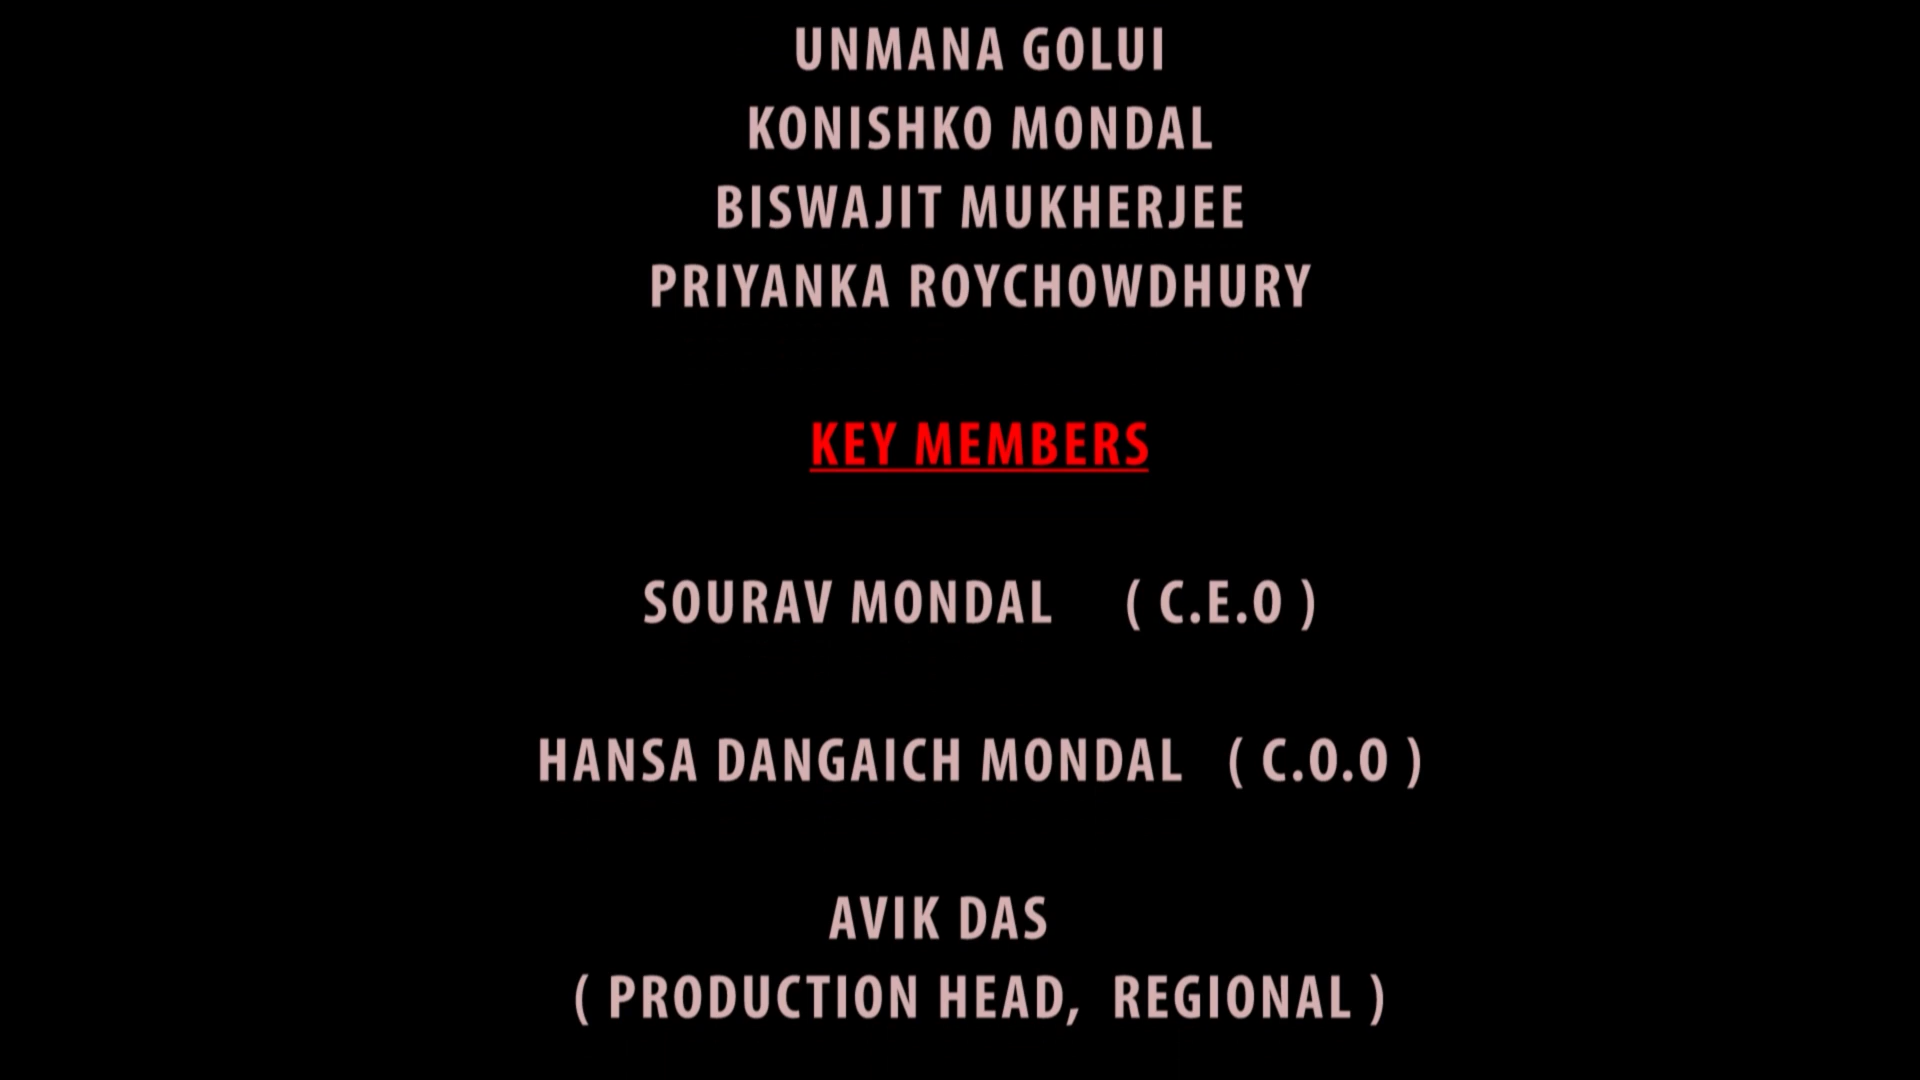 UNMANA GOLUI
KONISHKO MONDAL
BISWAJIT MUKHERJEE
PRIYANKA ROYCHOWDHURY
KEY MEMBERS
SOURAV MONDAL ( C.E.O )
HANSA DANGAICH MONDAL ( C.O.O )
AVIK DAS
( PRODUCTION HEAD, REGIONAL )